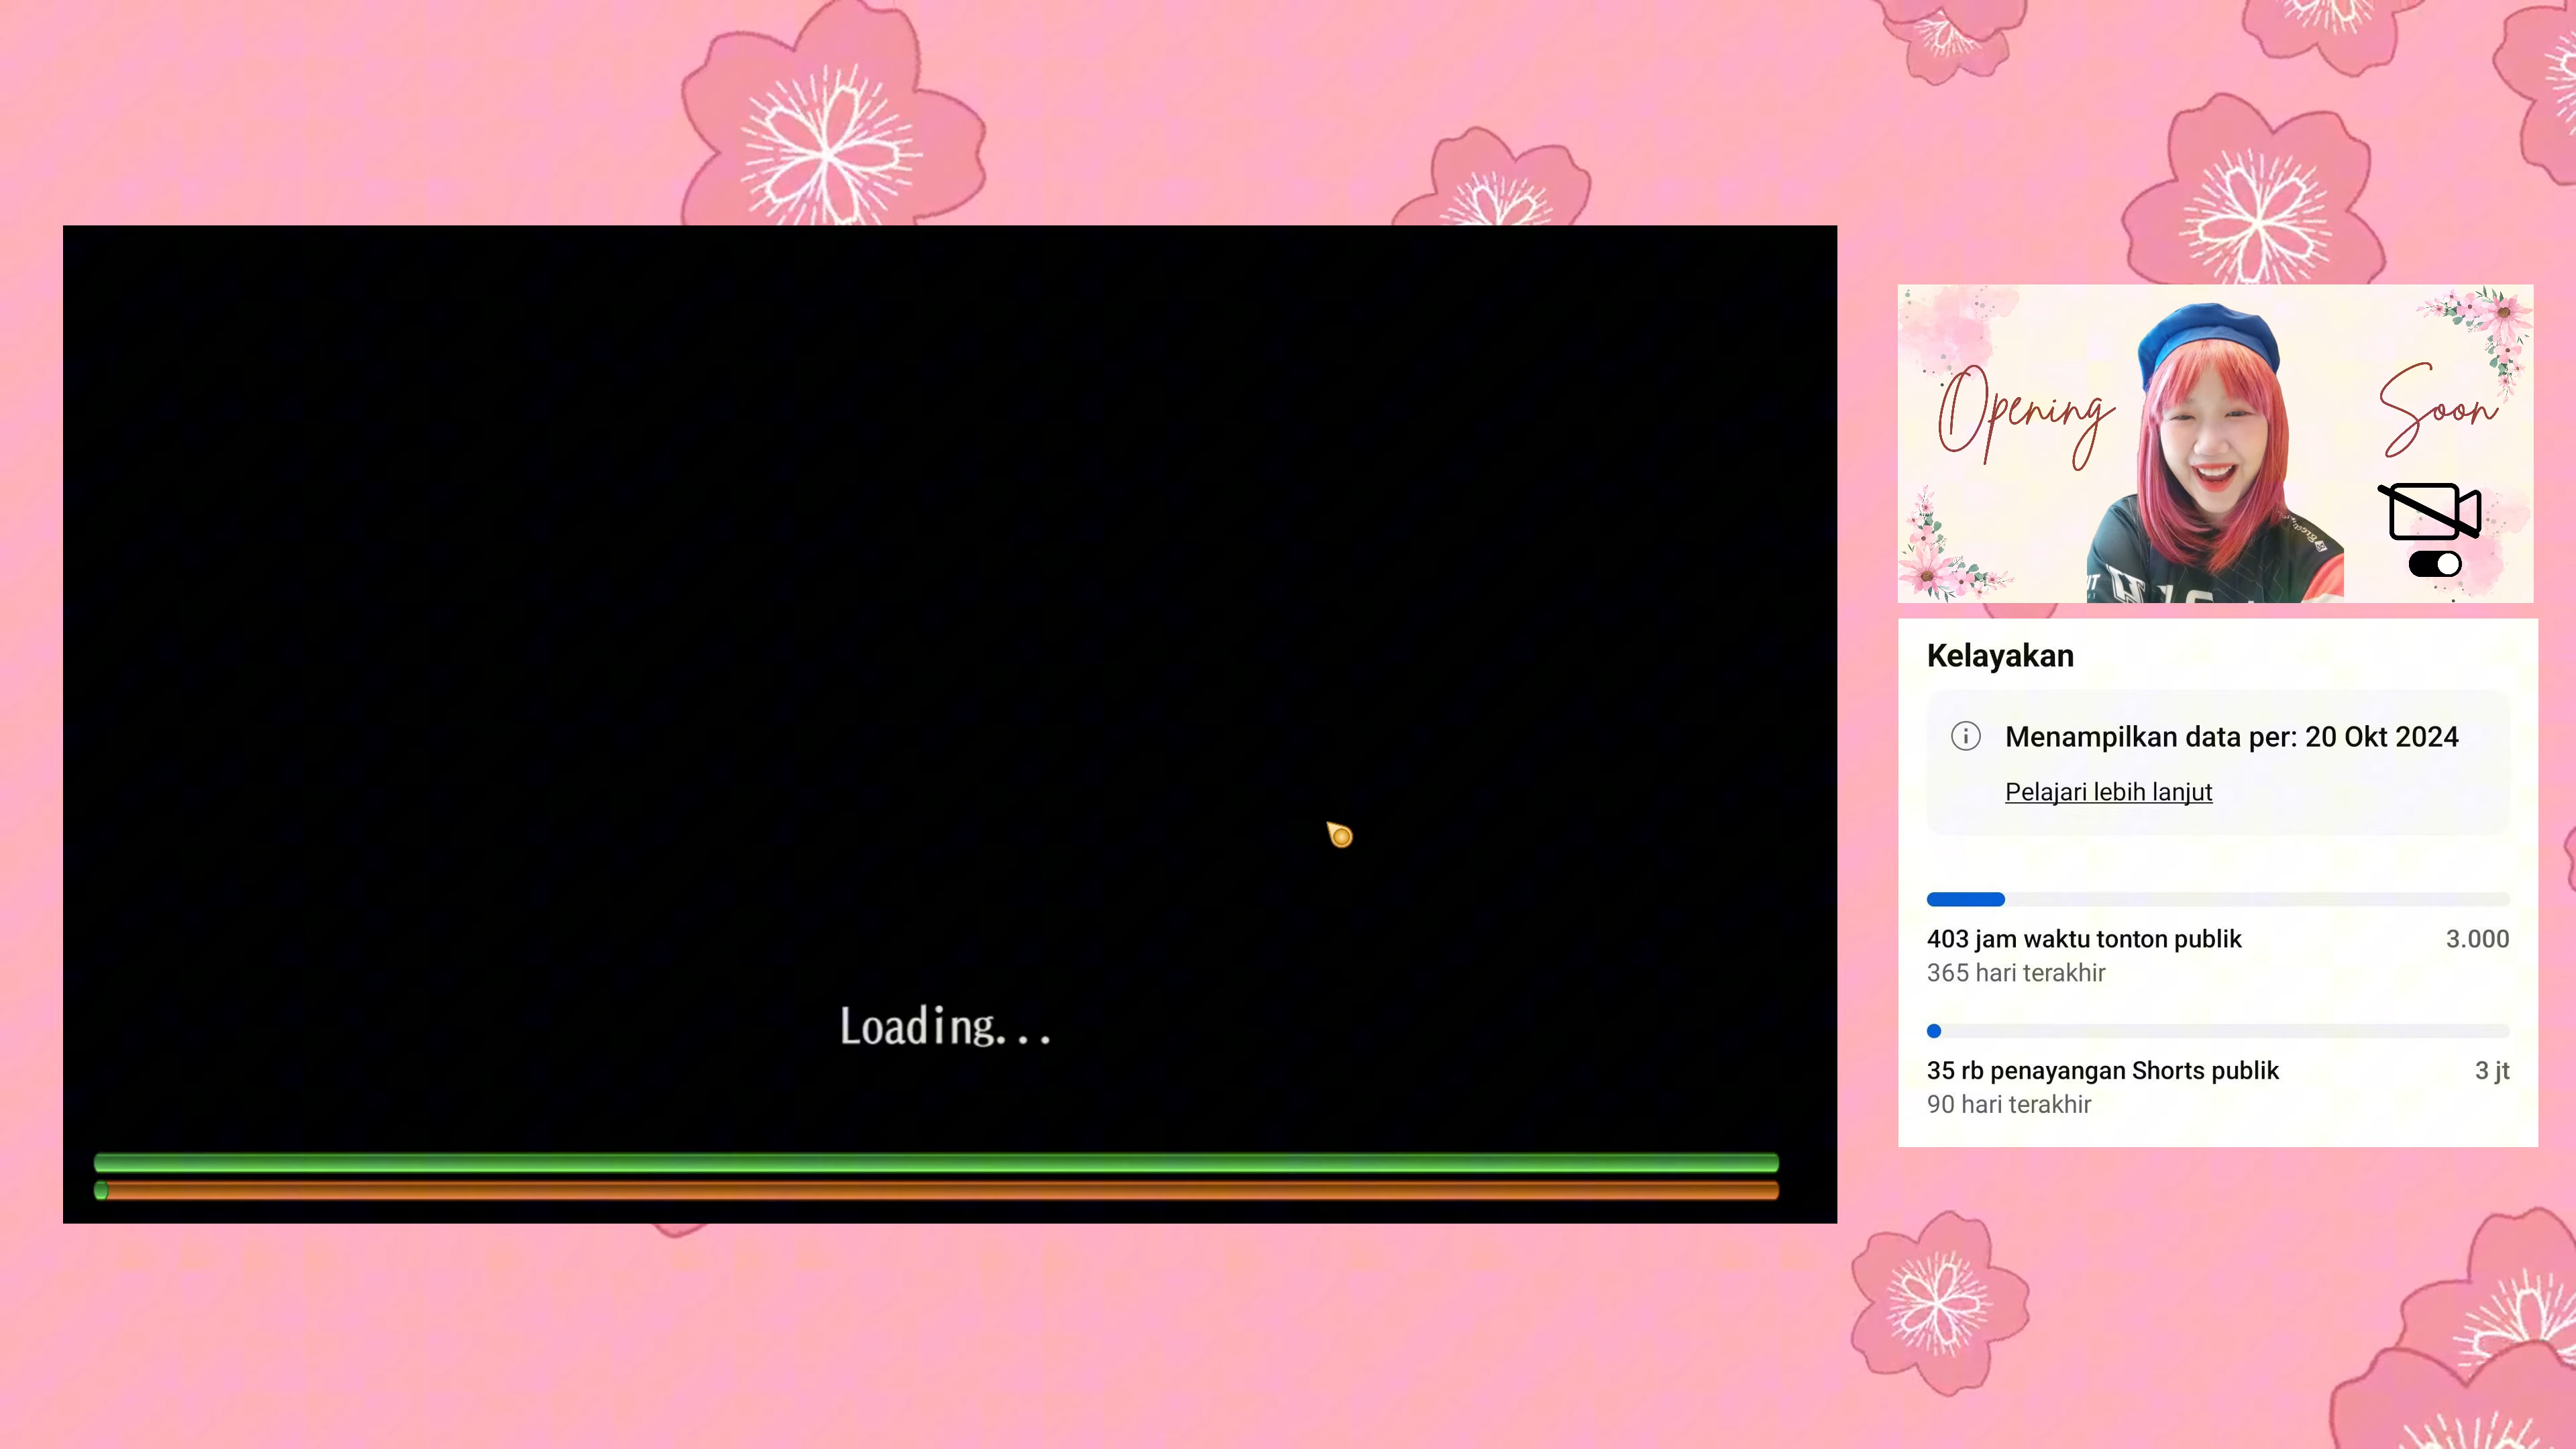 Opening Soon
Kelayakan
Menampilkan data per: 20 Okt 2024
Pelajari lebih lanjut
403 jam waktu tonton publik 3.000
365 hari terakhir
Loading...
35 rb penayangan Shorts publik 3 jt
90 hari terakhir